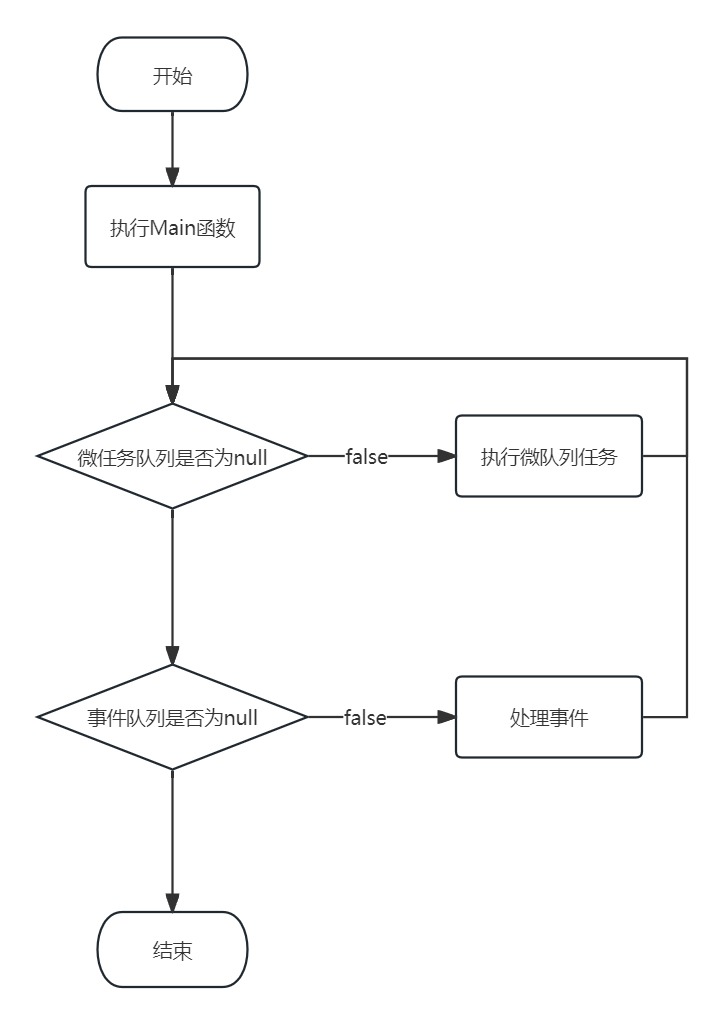 开始
执行Main函数
微任务队列是否为null
false
执行微队列任务
事件队列是否为null
false
处理事件
结束